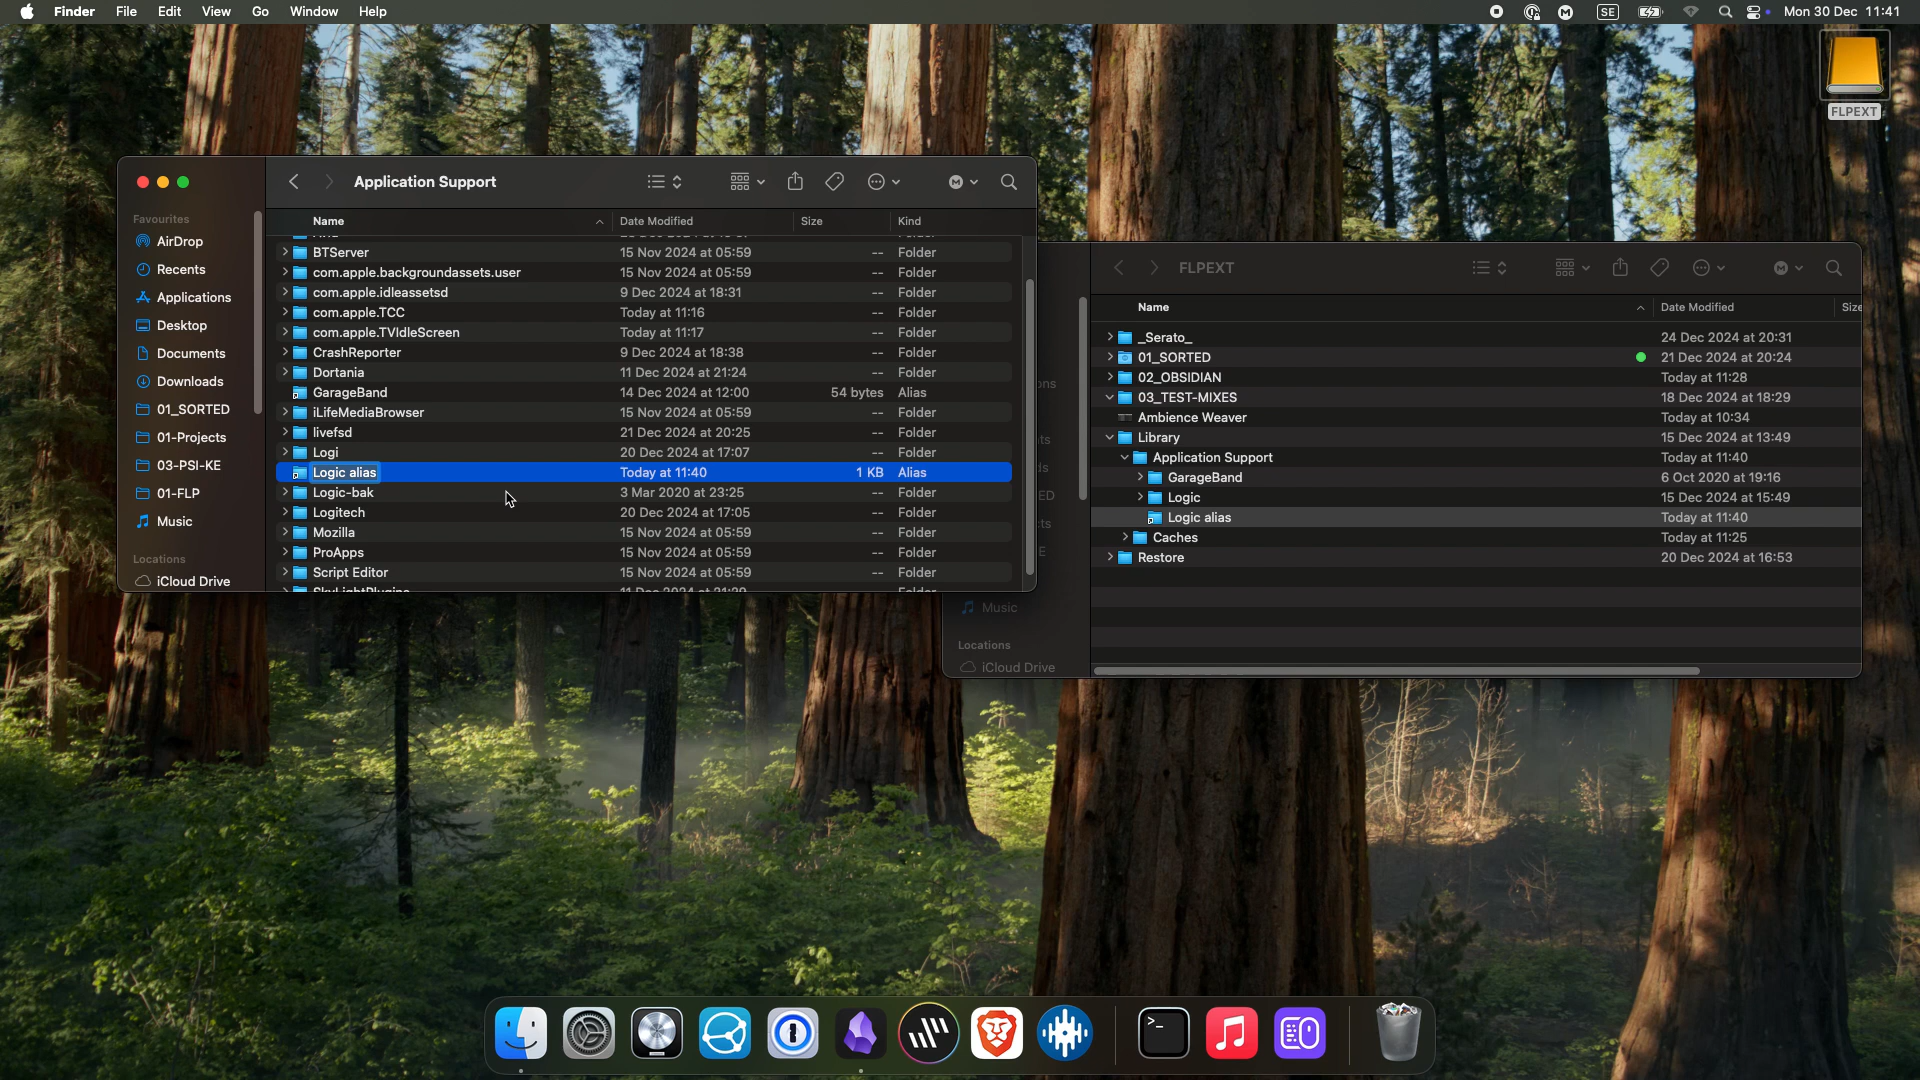 Finder File Edit View Go Window Help
SE Mon 30 Dec 11:41
FLPEXT
Application Support
Favourites
AirDrop
Recents
Applications
Desktop
Documents
Downloads
01_SORTED
01-Projects
03-PSI-KE
01-FLP
Music
Locations
iCloud Drive
Name Date Modified Size Kind
BTServer 15 Nov 2024 at 05:59 -- Folder
com.apple.backgroundassets.user 15 Nov 2024 at 05:59 -- Folder
com.apple.idleassetsd 9 Dec 2024 at 18:31 -- Folder
com.apple.TCC Today at 11:16 -- Folder
com.apple.TVIdleScreen Today at 11:17 -- Folder
CrashReporter 9 Dec 2024 at 18:38 -- Folder
Dortania 11 Dec 2024 at 21:24 -- Folder
GarageBand 14 Dec 2024 at 12:00 54 bytes Alias
iLifeMediaBrowser 15 Nov 2024 at 05:59 -- Folder
livefsd 21 Dec 2024 at 20:25 -- Folder
Logi 20 Dec 2024 at 17:07 -- Folder
Logic alias Today at 11:40 1 KB Alias
Logic-bak 3 Mar 2020 at 23:25 -- Folder
Logitech 20 Dec 2024 at 17:05 -- Folder
Mozilla 15 Nov 2024 at 05:59 -- Folder
ProApps 15 Nov 2024 at 05:59 -- Folder
Script Editor 15 Nov 2024 at 05:59 -- Folder
FLPEXT
Name Date Modified Size
_Serato_ 24 Dec 2024 at 20:31
01_SORTED 21 Dec 2024 at 20:24
02_OBSIDIAN Today at 11:28
03_TEST-MIXES 18 Dec 2024 at 18:29
Ambience Weaver Today at 10:34
Library 15 Dec 2024 at 13:49
Application Support Today at 11:40
GarageBand 6 Oct 2020 at 19:16
Logic 15 Dec 2024 at 15:49
Logic alias Today at 11:40
Caches Today at 11:25
Restore 20 Dec 2024 at 16:53
Music
Locations
iCloud Drive